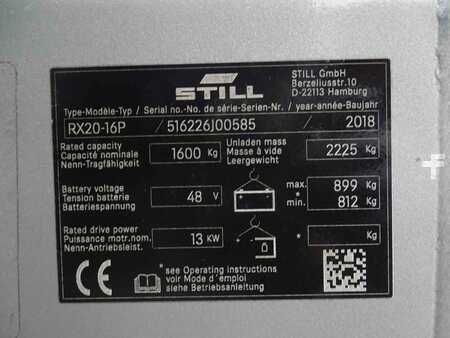 STILL
STILL GmbH
Berzeliusstr.10
D-22113 Hamburg
Type-Modèle-Typ / Serial no.-No de série-Serien-Nr. / year-année-Baujahr
RX20-16P / 516226J00585 / 2018
Rated capacity
Capacité nominale
Nenn-Tragfähigkeit
1600 Kg
Unladen mass
Masse à vide
Leergewicht
2225 Kg
Battery voltage
Tension batterie
Batteriespannung
48 V
max. 899 Kg
* min. 812 Kg
Rated drive power
Puissance motr.nom.
Nenn-Antriebsleist.
13 KW
* Kg
CE
*see Operating instructions
voir Mode d'emploi
siehe Betriebsanleitung